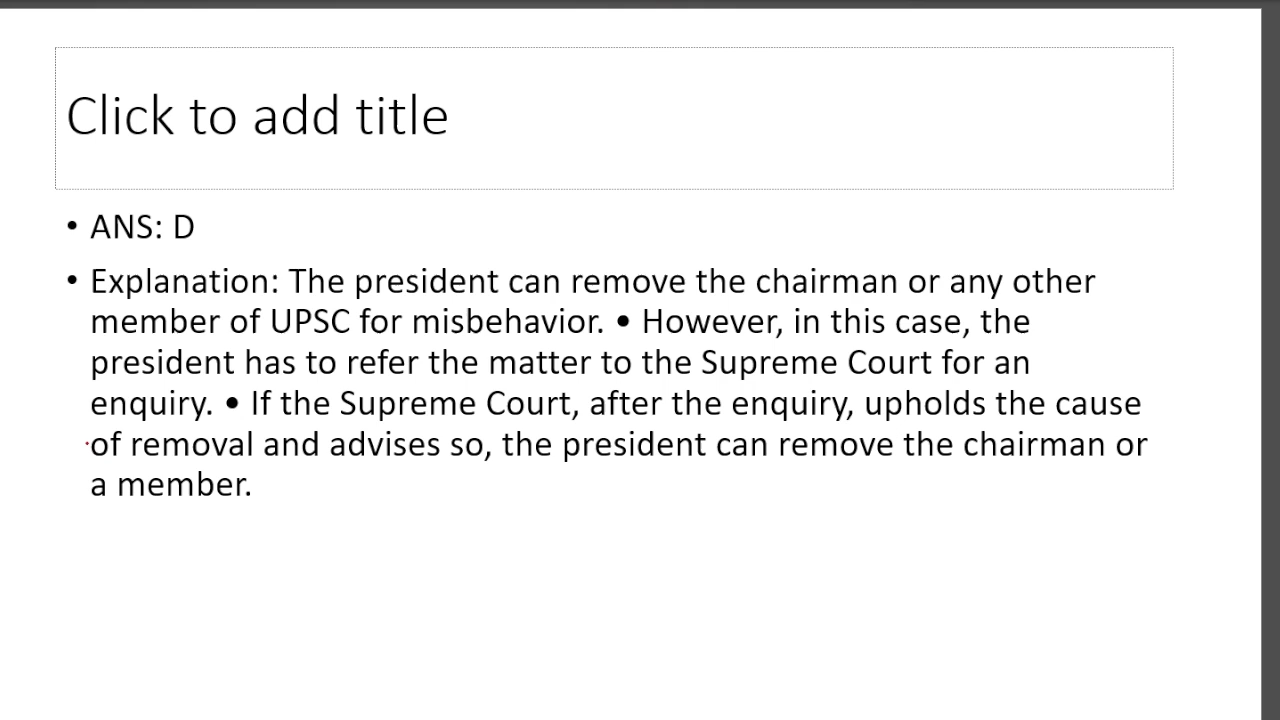 Click to add title
• ANS: D
• Explanation: The president can remove the chairman or any other
member of UPSC for misbehavior. • However, in this case, the
president has to refer the matter to the Supreme Court for an
enquiry. • If the Supreme Court, after the enquiry, upholds the cause
of removal and advises so, the president can remove the chairman or
a member.